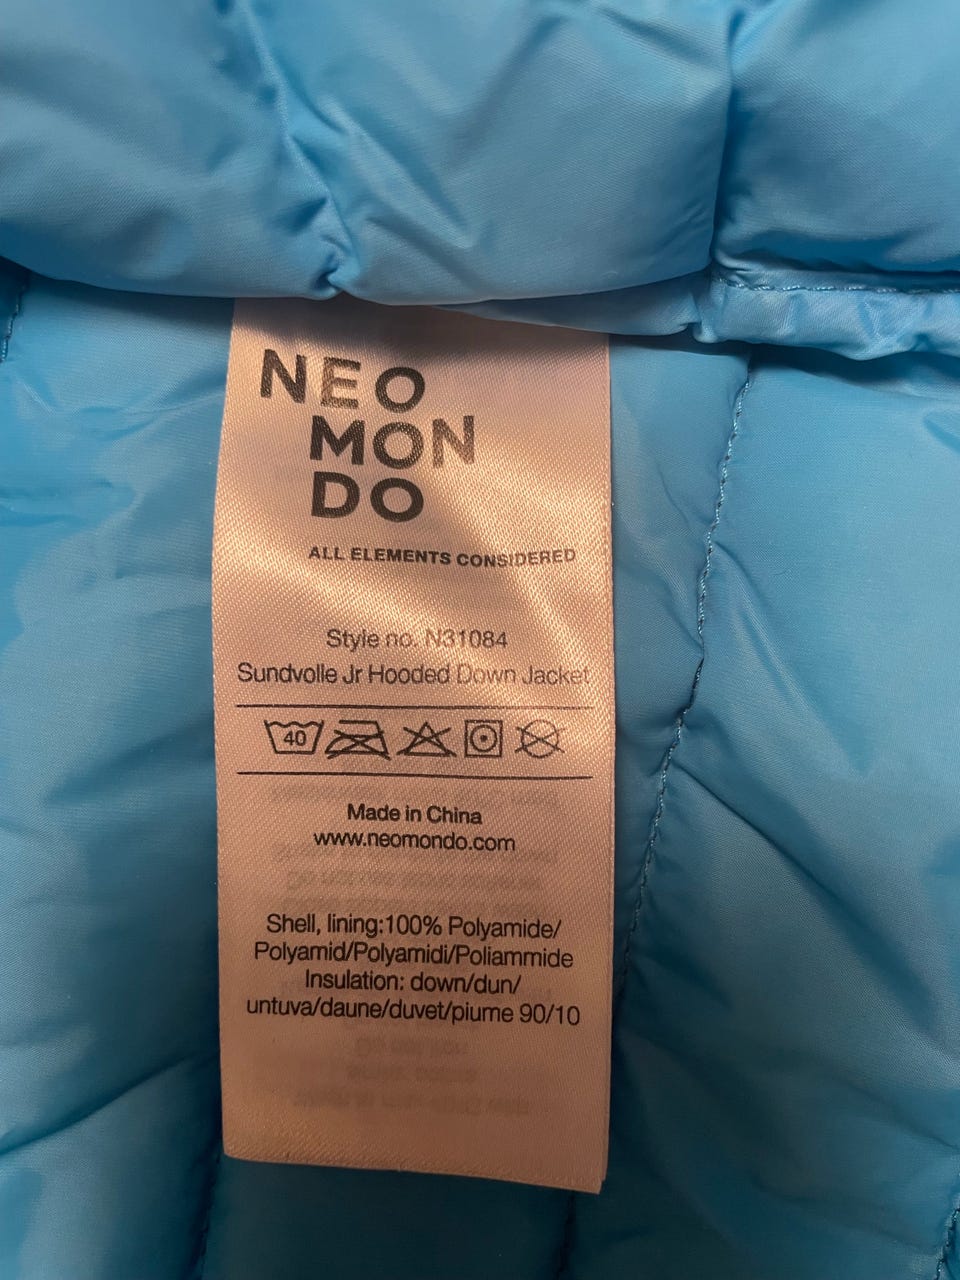 NEO
MON
DO
ALL ELEMENTS CONSIDERED
Style no. N31084
Sundvolle Jr Hooded Down Jacket
40
Made in China
www.neomondo.com
Shell, lining:100% Polyamide/
Polyamid/Polyamidi/Poliammide
Insulation: down/dun/
untuva/daune/duvet/piume 90/10